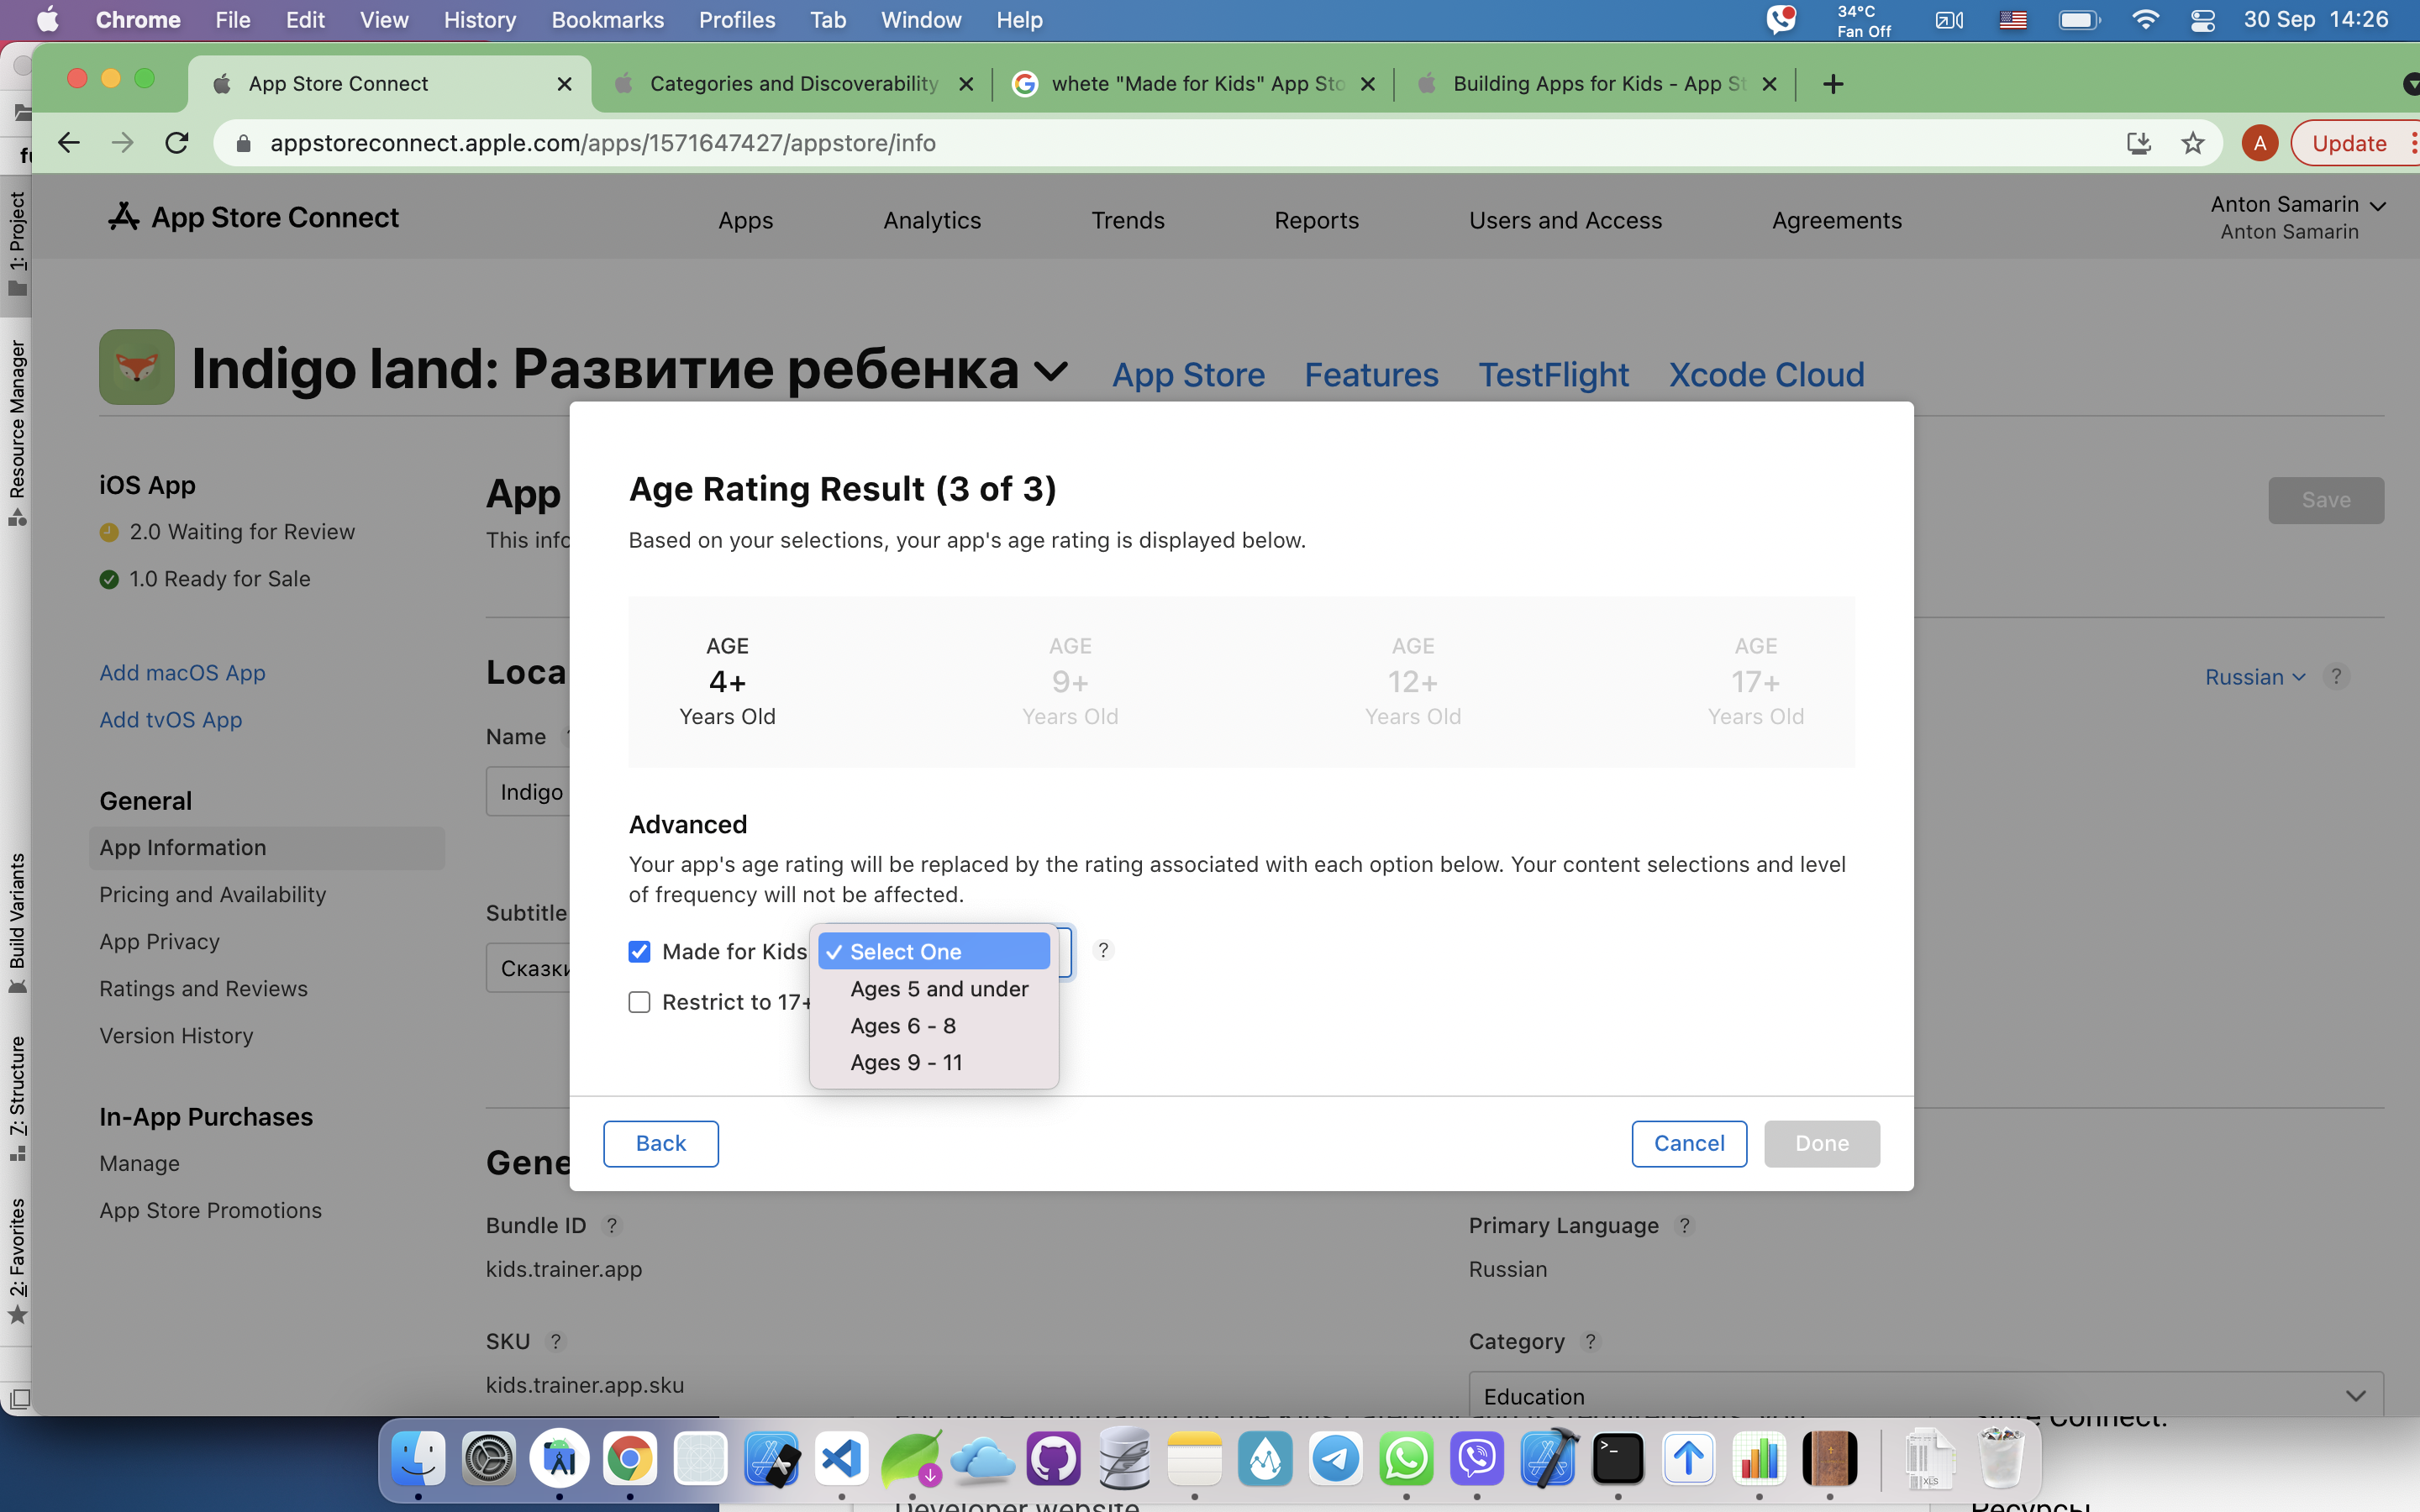 Chrome File Edit View History Bookmarks Profiles Tab Window Help
34°C
Fan Off
30 Sep 14:26
App Store Connect
Categories and Discoverability
whete "Made for Kids" App Sto
Building Apps for Kids - App St
appstoreconnect.apple.com/apps/1571647427/appstore/info
A
Update
1: Project
Resource Manager
Build Variants
7: Structure
2: Favorites
App Store Connect
Apps Analytics Trends Reports Users and Access Agreements
Anton Samarin
Anton Samarin
Indigo land: Развитие ребенка
App Store Features TestFlight Xcode Cloud
iOS App
2.0 Waiting for Review
1.0 Ready for Sale
Add macOS App
Add tvOS App
General
App Information
Pricing and Availability
App Privacy
Ratings and Reviews
Version History
In-App Purchases
Manage
App Store Promotions
App
This info
Save
Loca
Russian ?
Name
Indigo
Subtitle
Сказки
Age Rating Result (3 of 3)
Based on your selections, your app's age rating is displayed below.
AGE
4+
Years Old
AGE
9+
Years Old
AGE
12+
Years Old
AGE
17+
Years Old
Advanced
Your app's age rating will be replaced by the rating associated with each option below. Your content selections and level
of frequency will not be affected.
Made for Kids
✓ Select One
?
Ages 5 and under
Ages 6 - 8
Ages 9 - 11
Restrict to 17+
Back
Cancel
Done
Gene
Bundle ID ?
kids.trainer.app
Primary Language ?
Russian
SKU ?
kids.trainer.app.sku
Category ?
Education
Store Connect.
Developer website
Ресурсы
XLS